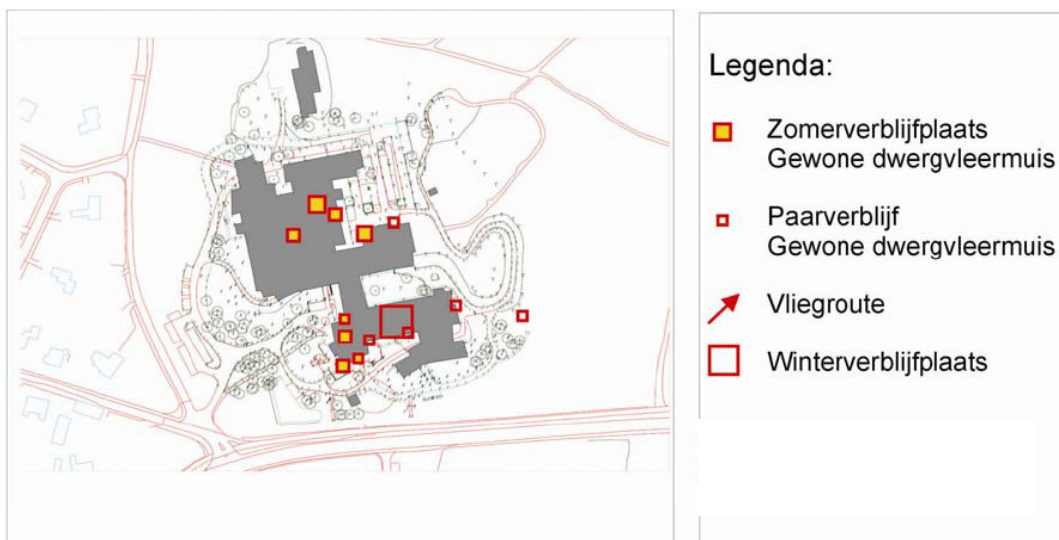 Legenda:
Zomerverblijfplaats
Gewone dwergvleermuis
Paarverblijf
Gewone dwergvleermuis
Vliegroute
Winterverblijfplaats